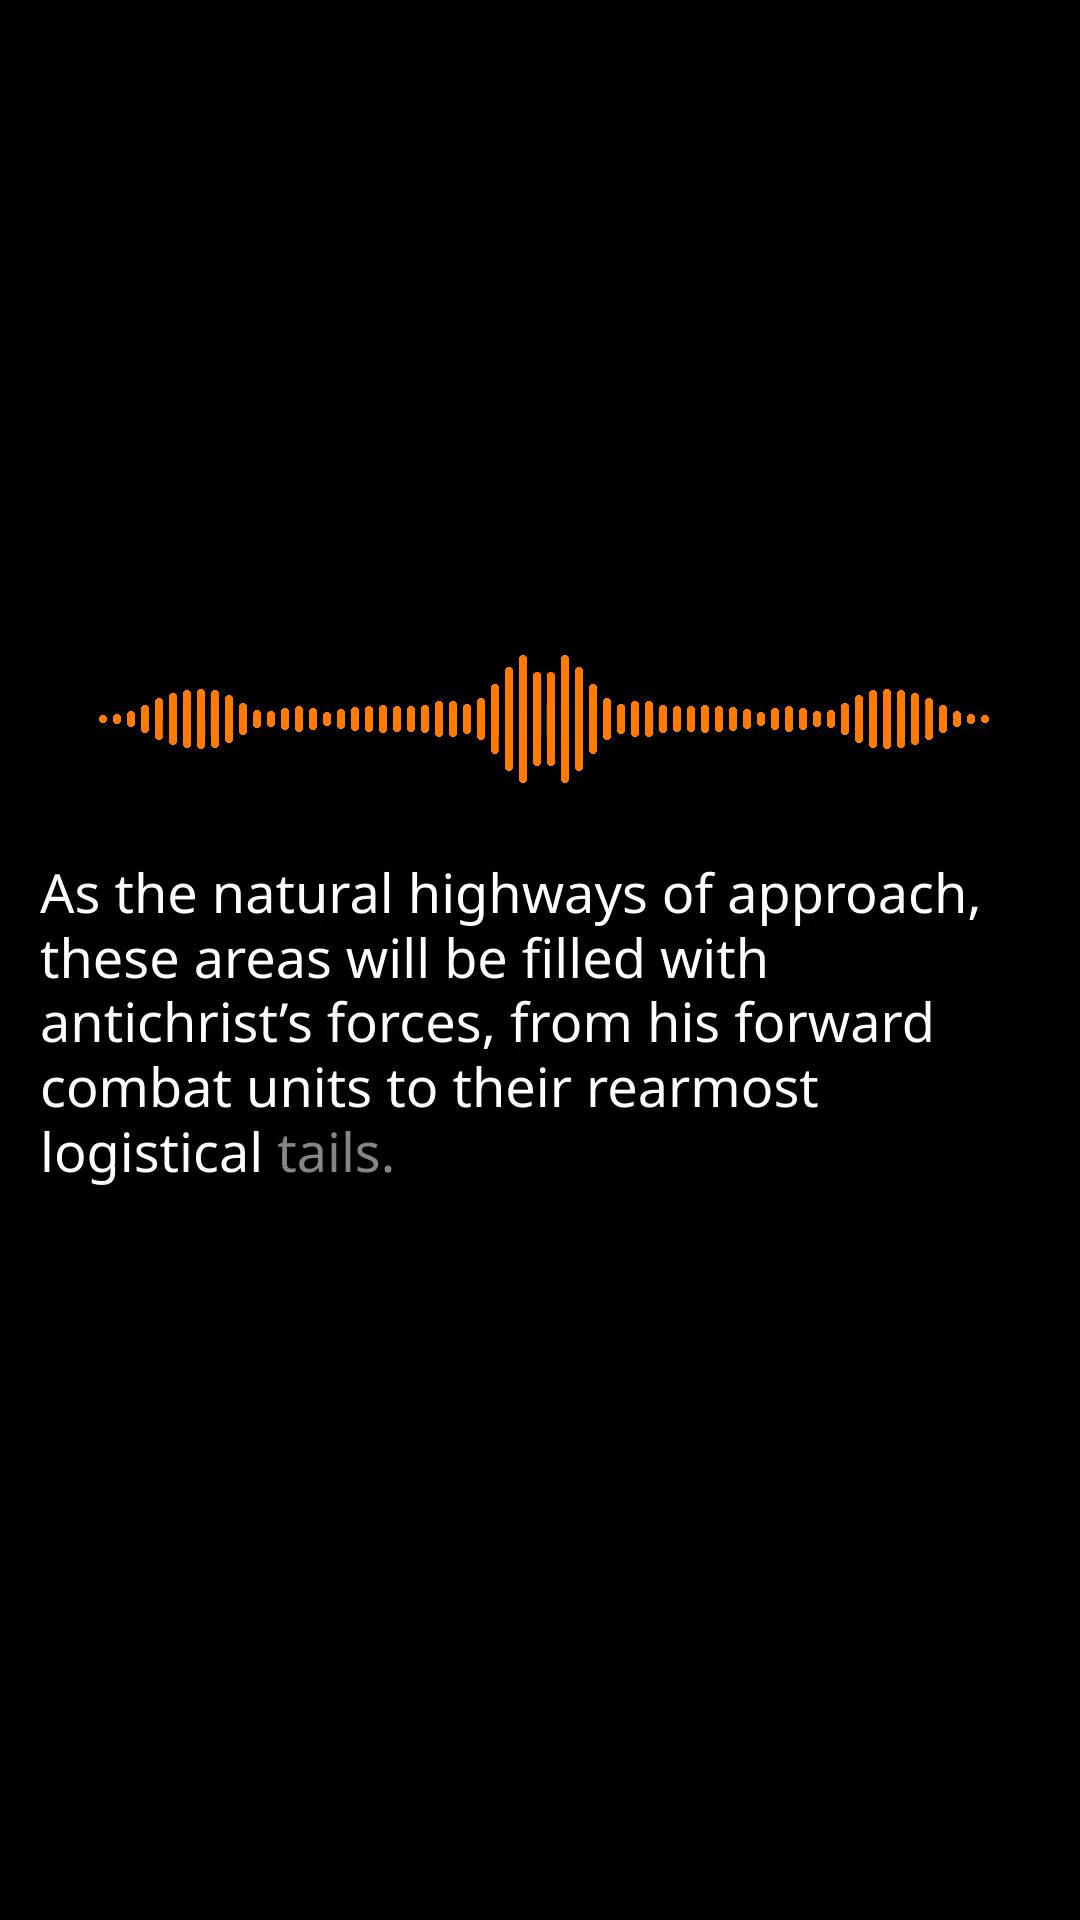 As the natural highways of approach,
these areas will be filled with
antichrist’s forces, from his forward
combat units to their rearmost
logistical tails.